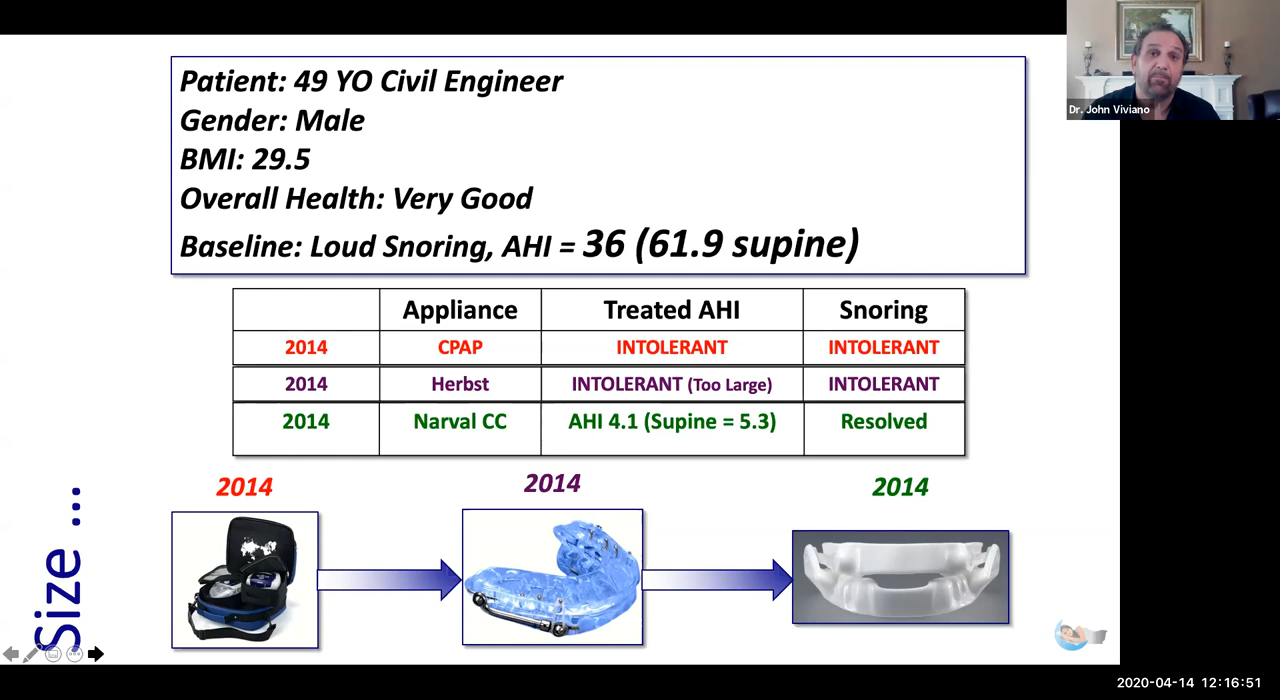 Patient: 49 YO Civil Engineer
Gender: Male
BMI: 29.5
Overall Health: Very Good
Baseline: Loud Snoring, AHI = 36 (61.9 supine)
Dr. John Viviano
Appliance Treated AHI Snoring
2014 CPAP INTOLERANT INTOLERANT
2014 Herbst INTOLERANT (Too Large) INTOLERANT
2014 Narval CC AHI 4.1 (Supine = 5.3) Resolved
2014 2014 2014
Size ...
2020-04-14 12:16:51